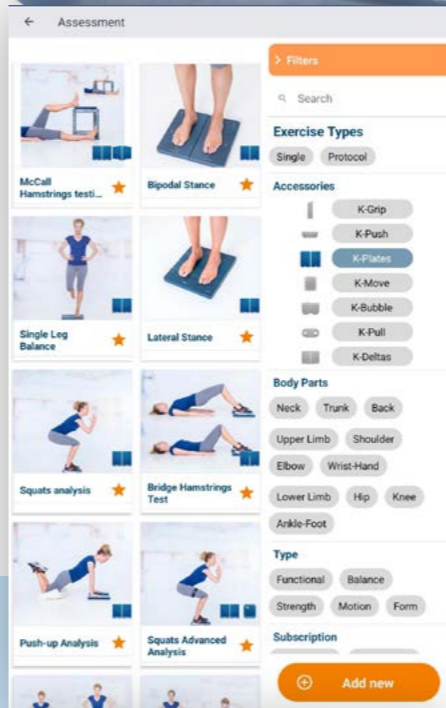 Assessment
McCall
Hamstrings testi...
Bipodal Stance
Single Leg
Balance
Lateral Stance
Squats analysis
Bridge Hamstrings
Test
Push-up Analysis
Squats Advanced
Analysis
Filters
Search
Exercise Types
Single Protocol
Accessories
K-Grip
K-Push
K-Plates
K-Move
K-Bubble
K-Pull
K-Deltas
Body Parts
Neck Trunk Back
Upper Limb Shoulder
Elbow Wrist-Hand
Lower Limb Hip Knee
Ankle-Foot
Type
Functional Balance
Strength Motion Form
Subscription
Add new